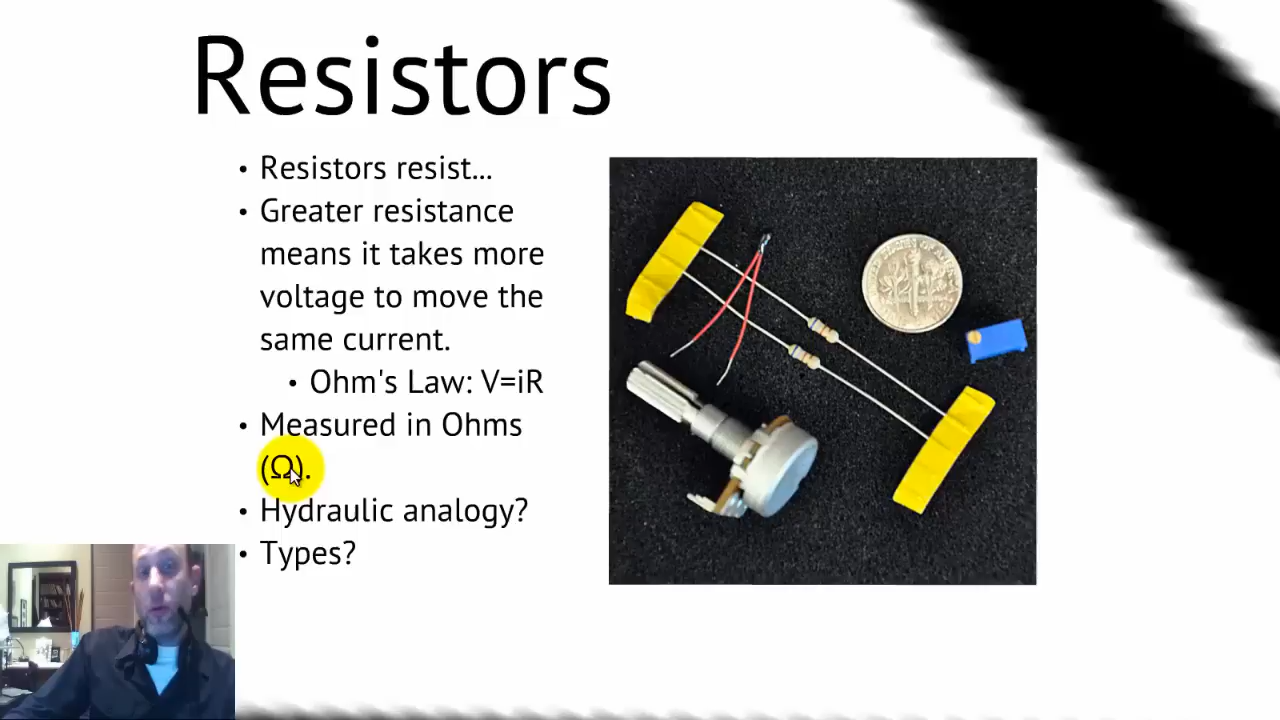 Resistors
• Resistors resist...
• Greater resistance
means it takes more
voltage to move the
same current.
• Ohm's Law: V=iR
• Measured in Ohms
(Ω).
• Hydraulic analogy?
• Types?